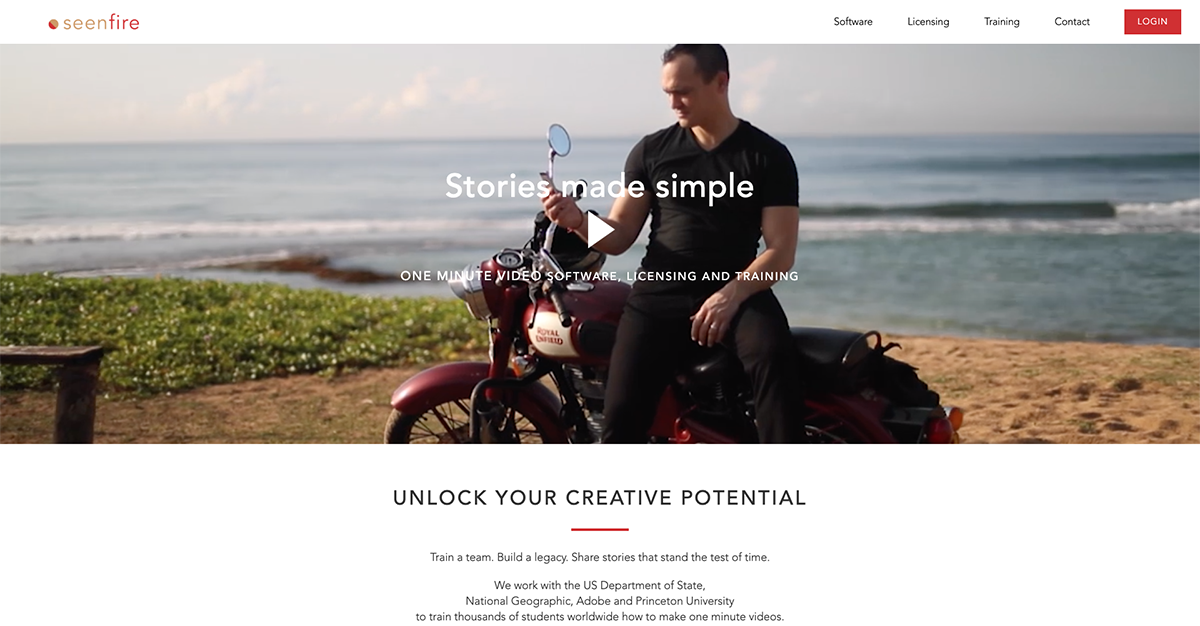 seenfire
Software Licensing Training Contact LOGIN
Stories made simple
ONE MINUTE VIDEO SOFTWARE, LICENSING AND TRAINING
ROYAL
ENFIELD
UNLOCK YOUR CREATIVE POTENTIAL
Train a team. Build a legacy. Share stories that stand the test of time.
We work with the US Department of State,
National Geographic, Adobe and Princeton University
to train thousands of students worldwide how to make one minute videos.